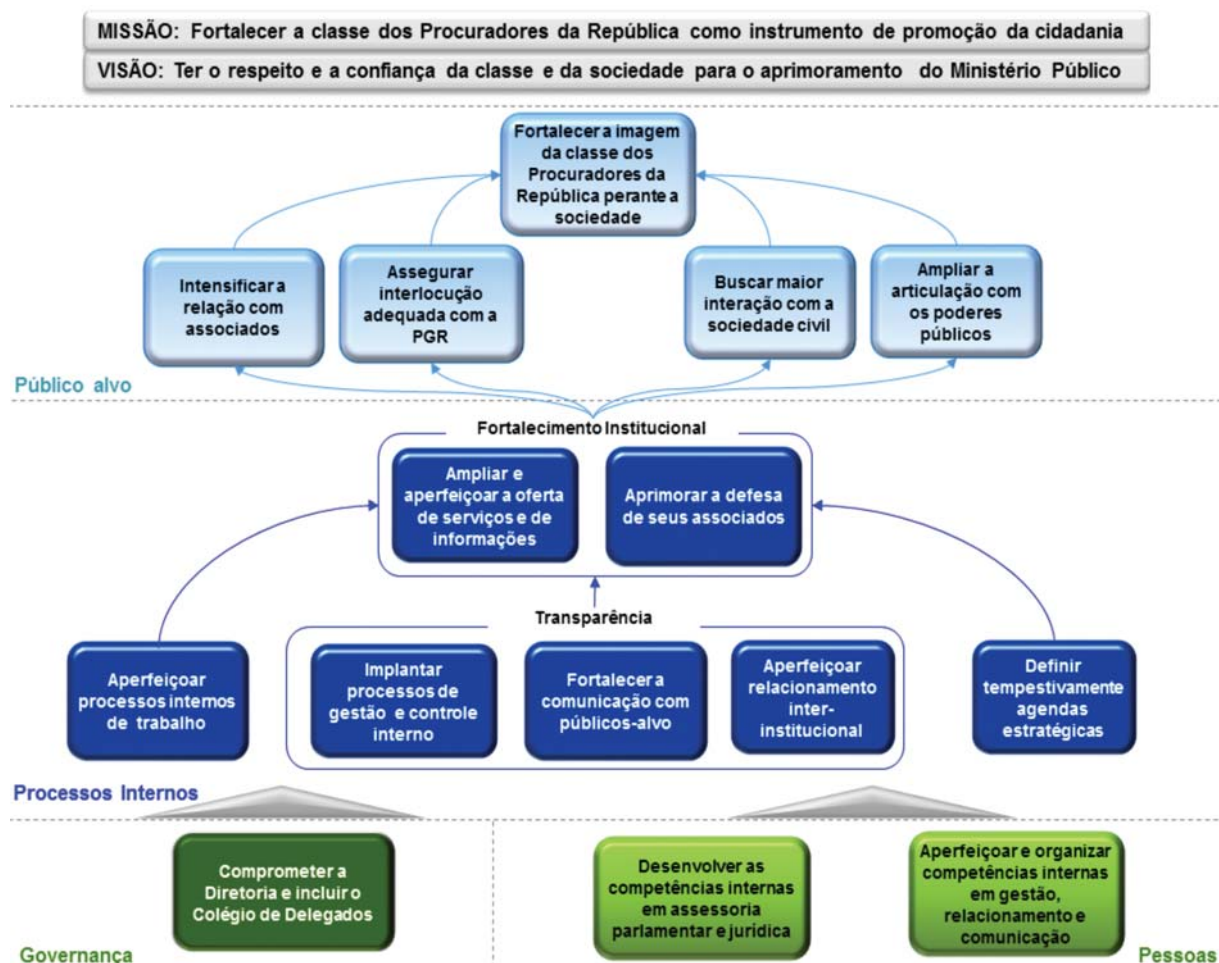 MISSÃO: Fortalecer a classe dos Procuradores da República como instrumento de promoção da cidadania
VISÃO: Ter o respeito e a confiança da classe e da sociedade para o aprimoramento do Ministério Público
Fortalecer a imagem
da classe dos
Procuradores da
República perante a
sociedade
Intensificar a
relação com
associados
Assegurar
interlocução
adequada com a
PGR
Buscar maior
interação com a
sociedade civil
Ampliar a
articulação com
os poderes
públicos
Público alvo
Fortalecimento Institucional
Ampliar e
aperfeiçoar a oferta
de serviços e de
informações
Aprimorar a defesa
de seus associados
Transparência
Aperfeiçoar
processos internos
de trabalho
Implantar
processos de
gestão e controle
interno
Fortalecer a
comunicação com
públicos-alvo
Aperfeiçoar
relacionamento
inter-
institucional
Definir
tempestivamente
agendas
estratégicas
Processos Internos
Comprometer a
Diretoria e incluir o
Colégio de Delegados
Desenvolver as
competências internas
em assessoria
parlamentar e jurídica
Aperfeiçoar e organizar
competências internas
em gestão,
relacionamento e
comunicação
Governança
Pessoas